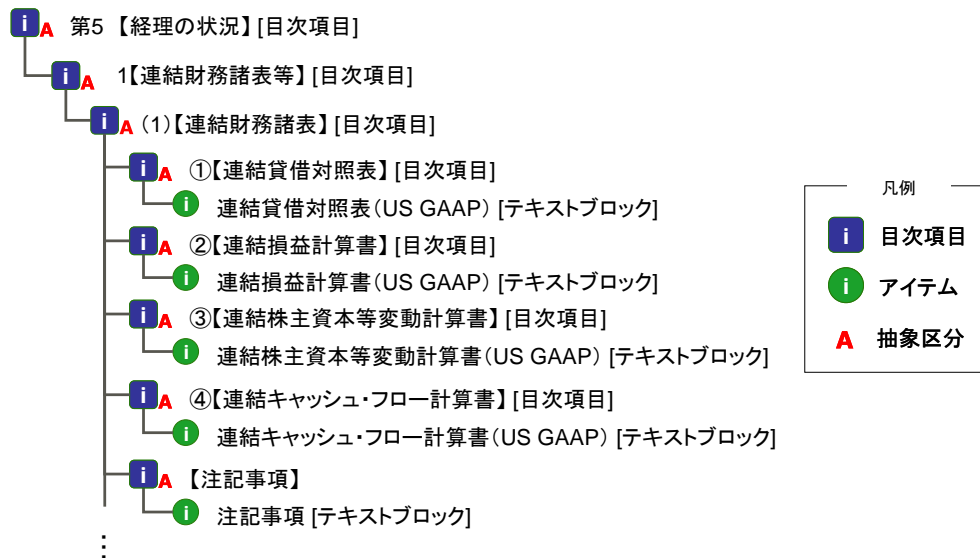 i A 第5 【経理の状況】 [目次項目]
i A 1【連結財務諸表等】 [目次項目]
i A (1)【連結財務諸表】 [目次項目]
i A ①【連結貸借対照表】 [目次項目]
i 連結貸借対照表(US GAAP) [テキストブロック]
i A ②【連結損益計算書】 [目次項目]
i 連結損益計算書(US GAAP) [テキストブロック]
i A ③【連結株主資本等変動計算書】 [目次項目]
i 連結株主資本等変動計算書(US GAAP) [テキストブロック]
i A ④【連結キャッシュ・フロー計算書】 [目次項目]
i 連結キャッシュ・フロー計算書(US GAAP) [テキストブロック]
i A 【注記事項】
i 注記事項 [テキストブロック]
⋮
凡例
i 目次項目
i アイテム
A 抽象区分